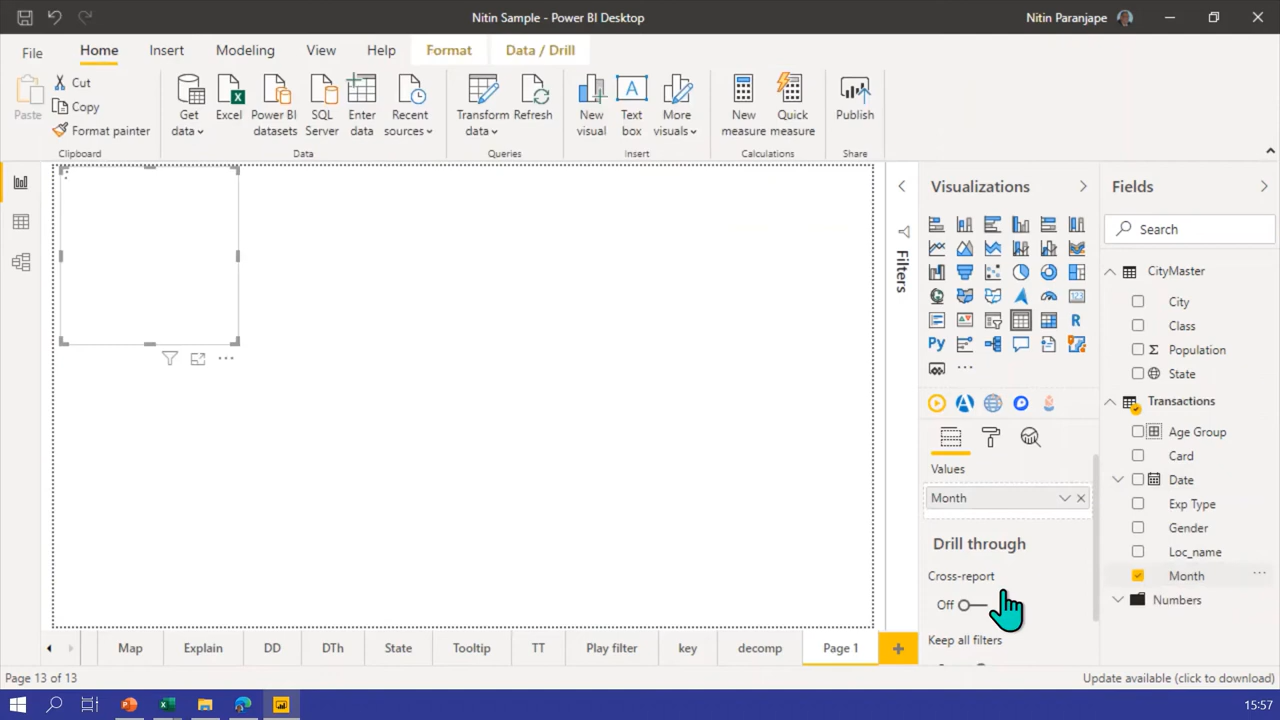 Nitin Sample - Power BI Desktop
Nitin Paranjape
File
Home
Insert
Modeling
View
Help
Format
Data / Drill
Paste
Cut
Copy
Format painter
Clipboard
Get data
Excel
Power BI datasets
SQL Server
Enter data
Recent sources
Data
Transform data
Refresh
Queries
New visual
Text box
More visuals
Insert
New measure
Quick measure
Calculations
Publish
Share
Filters
Visualizations
123
R
Py
Values
Month
Drill through
Cross-report
Off
Keep all filters
Fields
Search
CityMaster
City
Class
Σ Population
State
Transactions
Age Group
Card
Date
Exp Type
Gender
Loc_name
Month
Numbers
Map
Explain
DD
DTh
State
Tooltip
TT
Play filter
key
decomp
Page 1
Page 13 of 13
Update available (click to download)
15:57